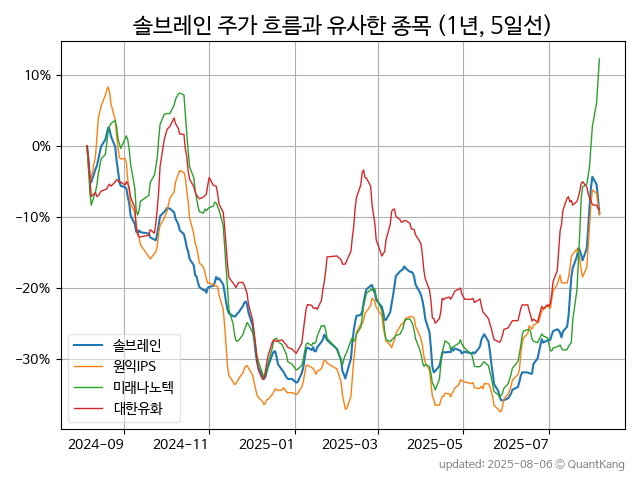 솔브레인 주가 흐름과 유사한 종목 (1년, 5일선)
10%
0%
−10%
−20%
−30%
솔브레인
원익IPS
미래나노텍
대한유화
2024-09
2024-11
2025-01
2025-03
2025-05
2025-07
updated: 2025-08-06 © QuantKang